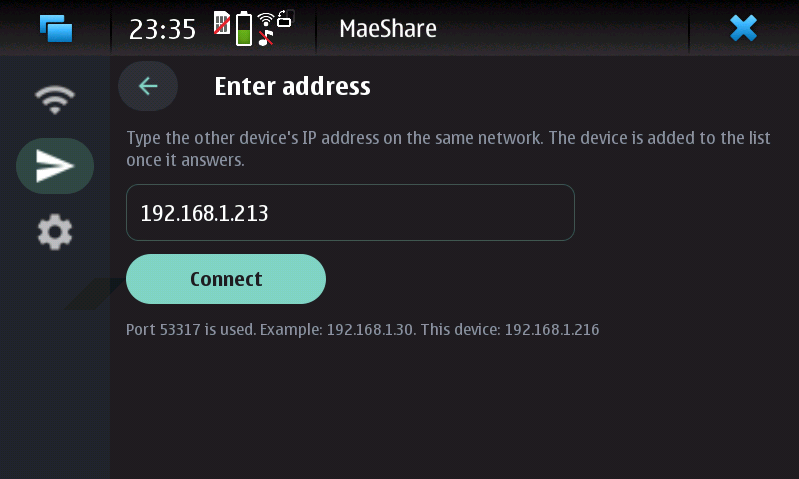 23:35
MaeShare
Enter address
Type the other device's IP address on the same network. The device is added to the list
once it answers.
192.168.1.213
Connect
Port 53317 is used. Example: 192.168.1.30. This device: 192.168.1.216